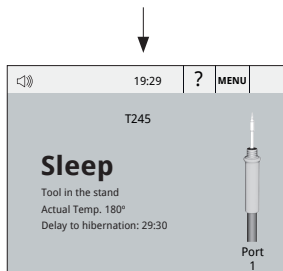 19:29 ? MENU
T245
Sleep
Tool in the stand
Actual Temp. 180º
Delay to hibernation: 29:30
Port
1